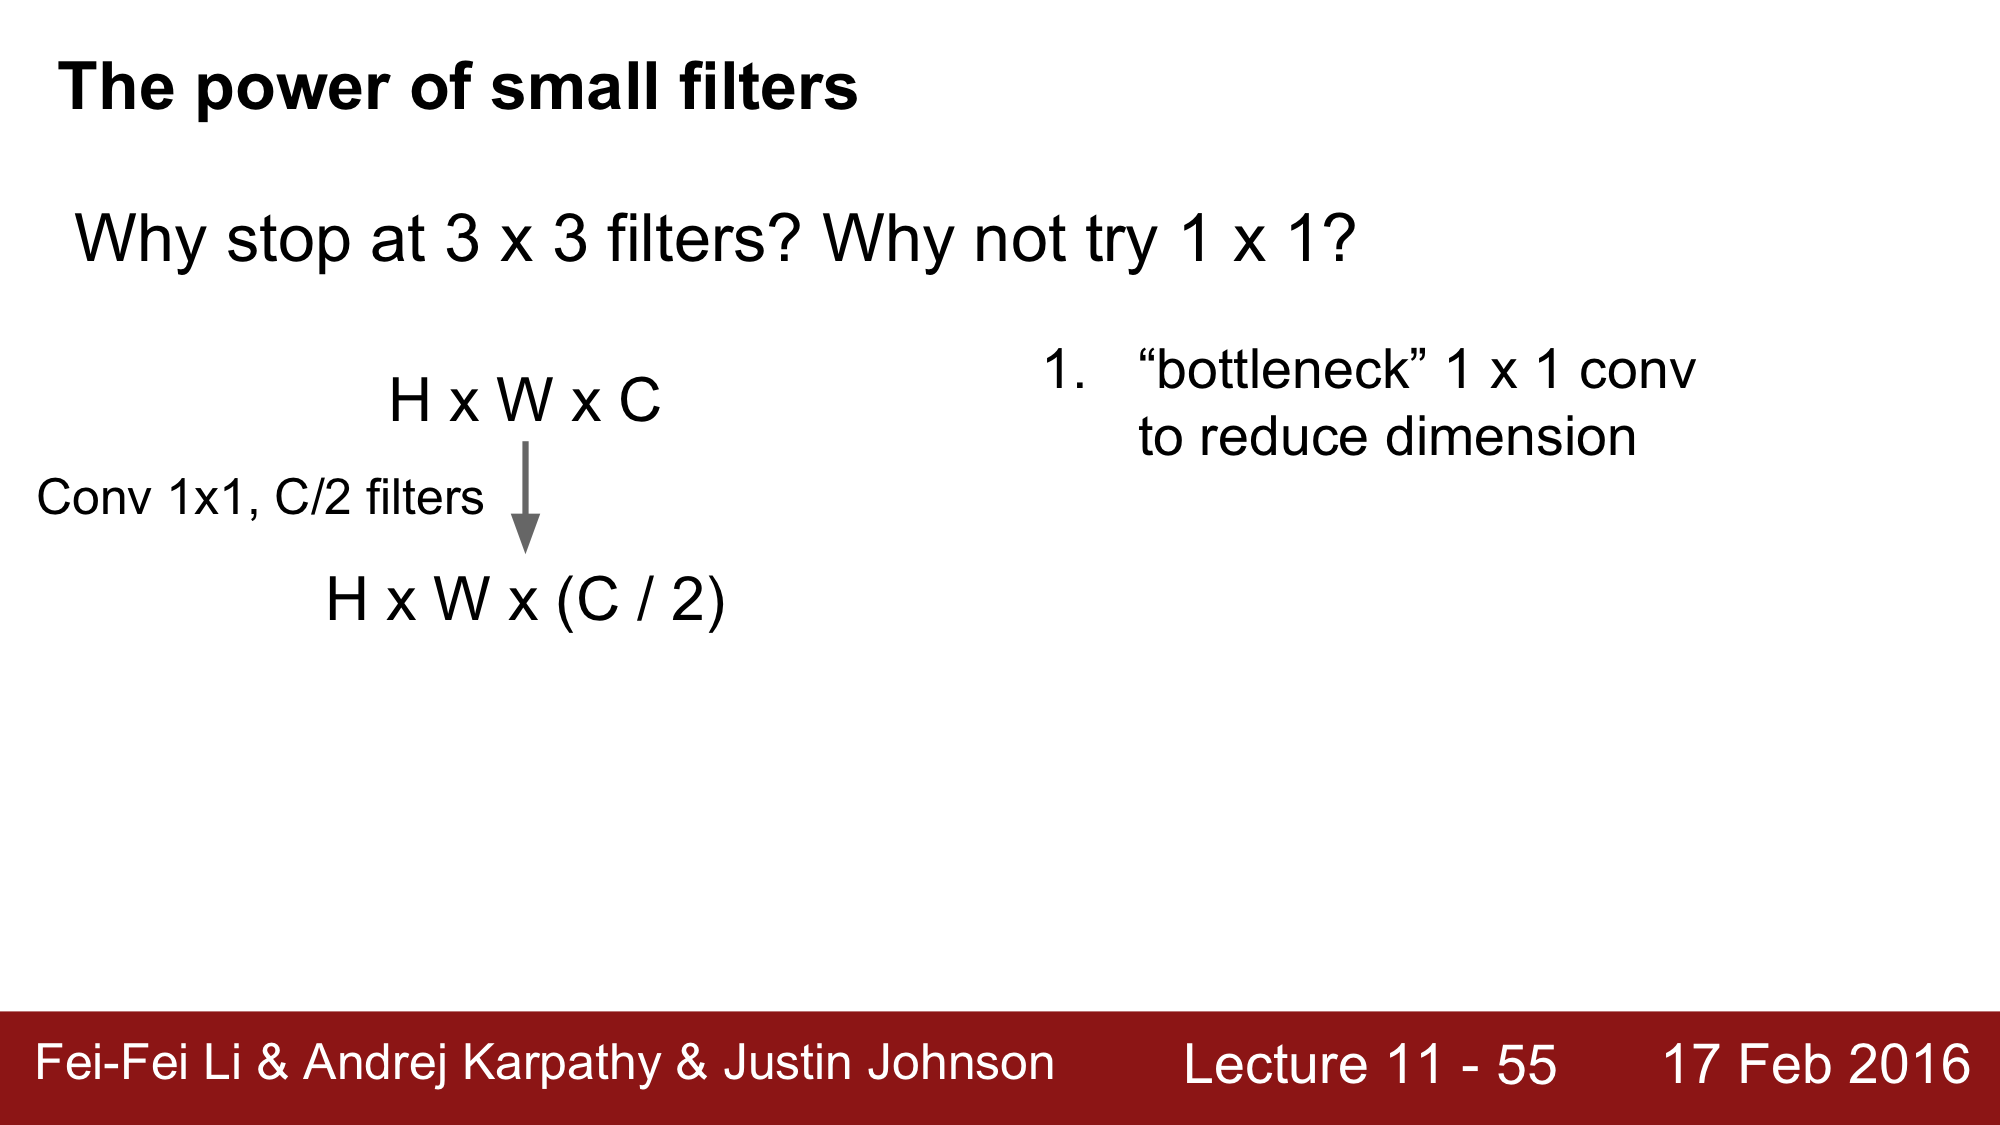 The power of small filters
Why stop at 3 x 3 filters? Why not try 1 x 1?
H x W x C
Conv 1x1, C/2 filters
H x W x (C / 2)
1. “bottleneck” 1 x 1 conv
to reduce dimension
Fei-Fei Li & Andrej Karpathy & Justin Johnson
Lecture 11 - 55
17 Feb 2016